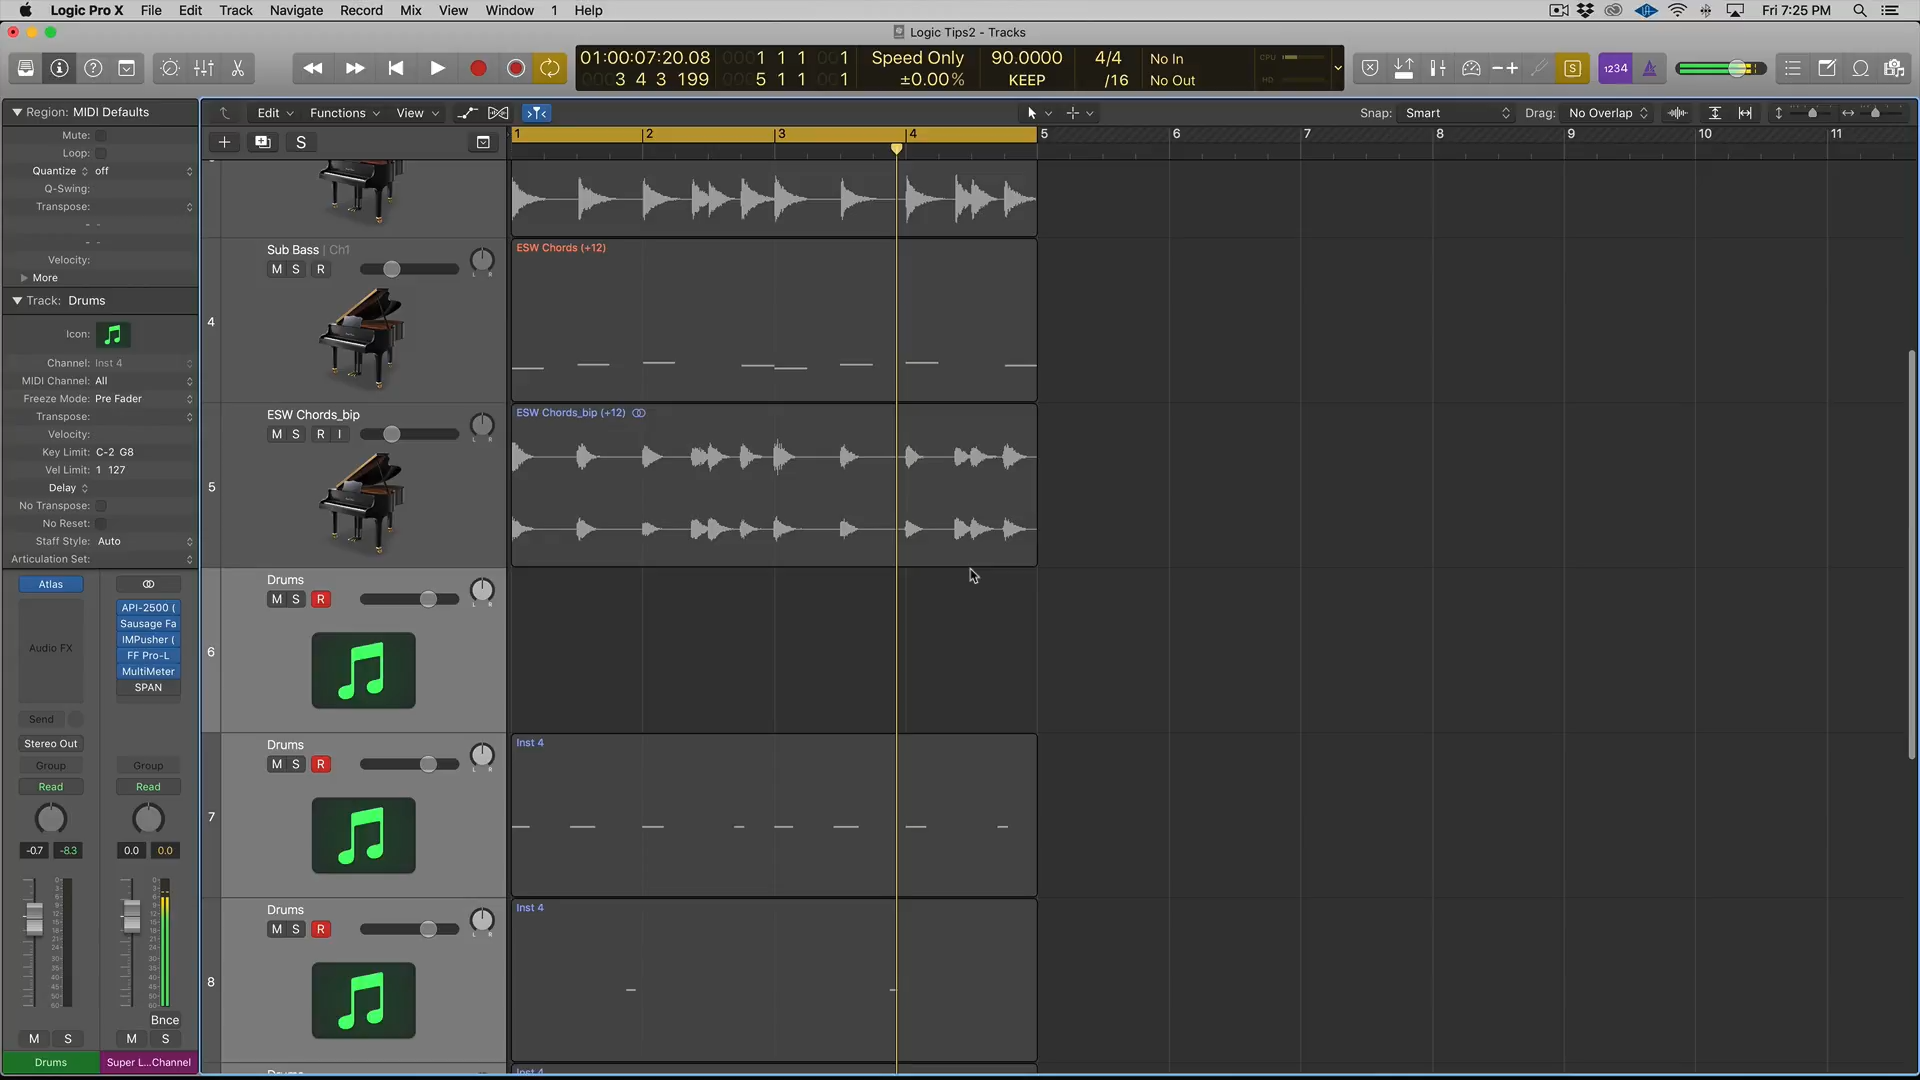 Logic Pro X File Edit Track Navigate Record Mix View Window 1 Help Fri 7:25 PM
Logic Tips2 - Tracks
01:00:07:20.08 0001 1 1 001 Speed Only 90.0000 4/4 No In CPU
0003 4 3 199 0005 1 1 001 ±0.00% KEEP /16 No Out HD
1234
Region: MIDI Defaults
Edit Functions View Snap: Smart Drag: No Overlap
1 2 3 4 5 6 7 8 9 10 11
S
Mute:
Loop:
Quantize off
Q-Swing:
Transpose:
Velocity:
More
Track: Drums
Icon:
Channel: Inst 4
MIDI Channel: All
Freeze Mode: Pre Fader
Transpose:
Velocity:
Key Limit: C-2 G8
Vel Limit: 1 127
Delay
No Transpose:
No Reset:
Staff Style: Auto
Articulation Set:
Atlas
Audio FX
API-2500 (
Sausage Fa
IMPusher (
FF Pro-L
MultiMeter
SPAN
Send
Stereo Out
Group Group
Read Read
-0.7 -8.3 0.0 0.0
Bnce
M S M S
Drums Super L...Channel
4
Sub Bass | Ch1
M S R
L R
ESW Chords (+12)
5
ESW Chords_bip
M S R I
L R
ESW Chords_bip (+12)
6
Drums
M S R
L R
7
Drums
M S R
L R
Inst 4
8
Drums
M S R
L R
Inst 4
Drums
Inst 4